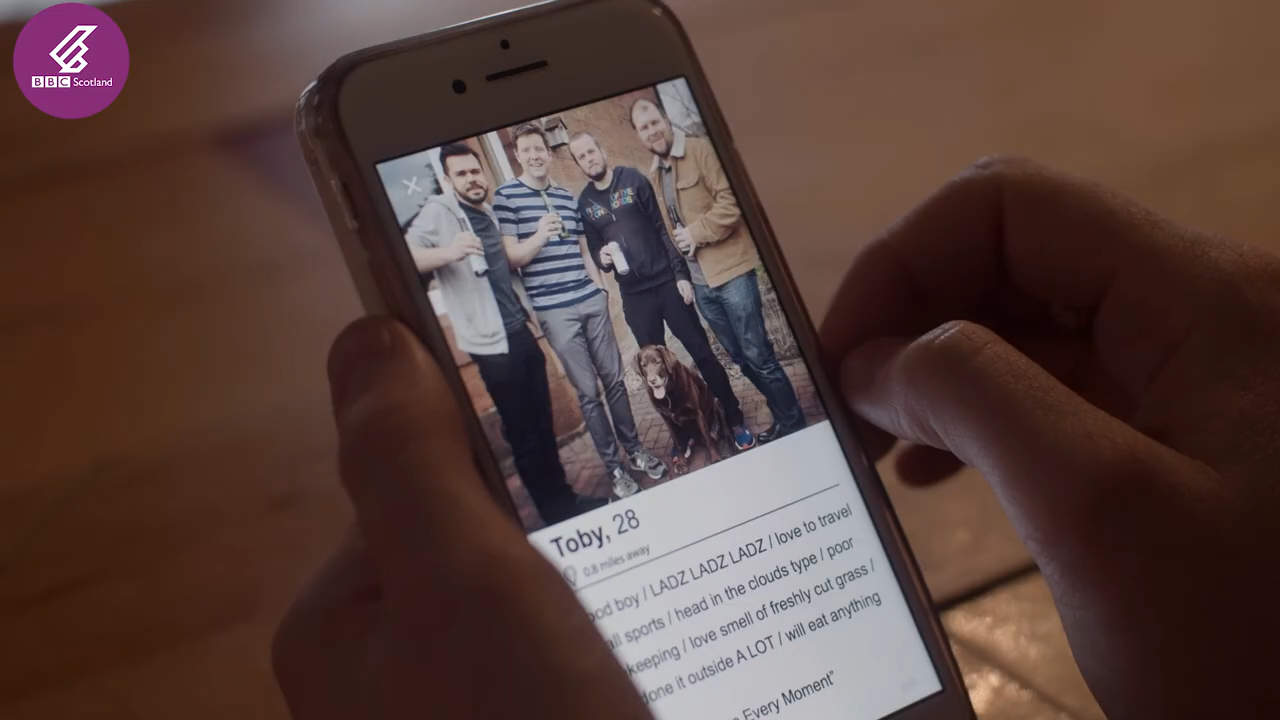 BBC Scotland
Toby, 28
0.8 miles away
boy / LADZ LADZ LADZ / love to travel
all sports / head in the clouds type / poor
keeping / love smell of freshly cut grass /
done it outside A LOT / will eat anything
Every Moment"